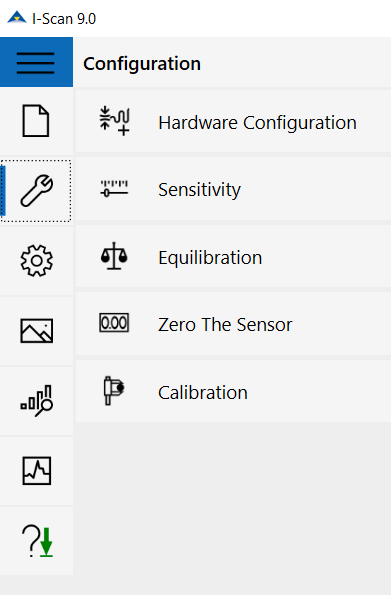 I-Scan 9.0
Configuration
Hardware Configuration
Sensitivity
Equilibration
0.00
Zero The Sensor
Calibration